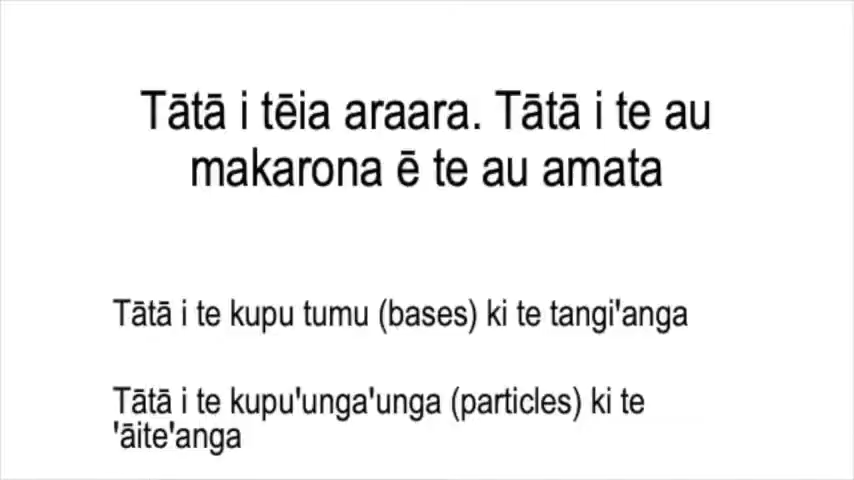 Tātā i tēia araara. Tātā i te au
makarona ē te au amata
Tātā i te kupu tumu (bases) ki te tangi'anga
Tātā i te kupu'unga'unga (particles) ki te
'āite'anga